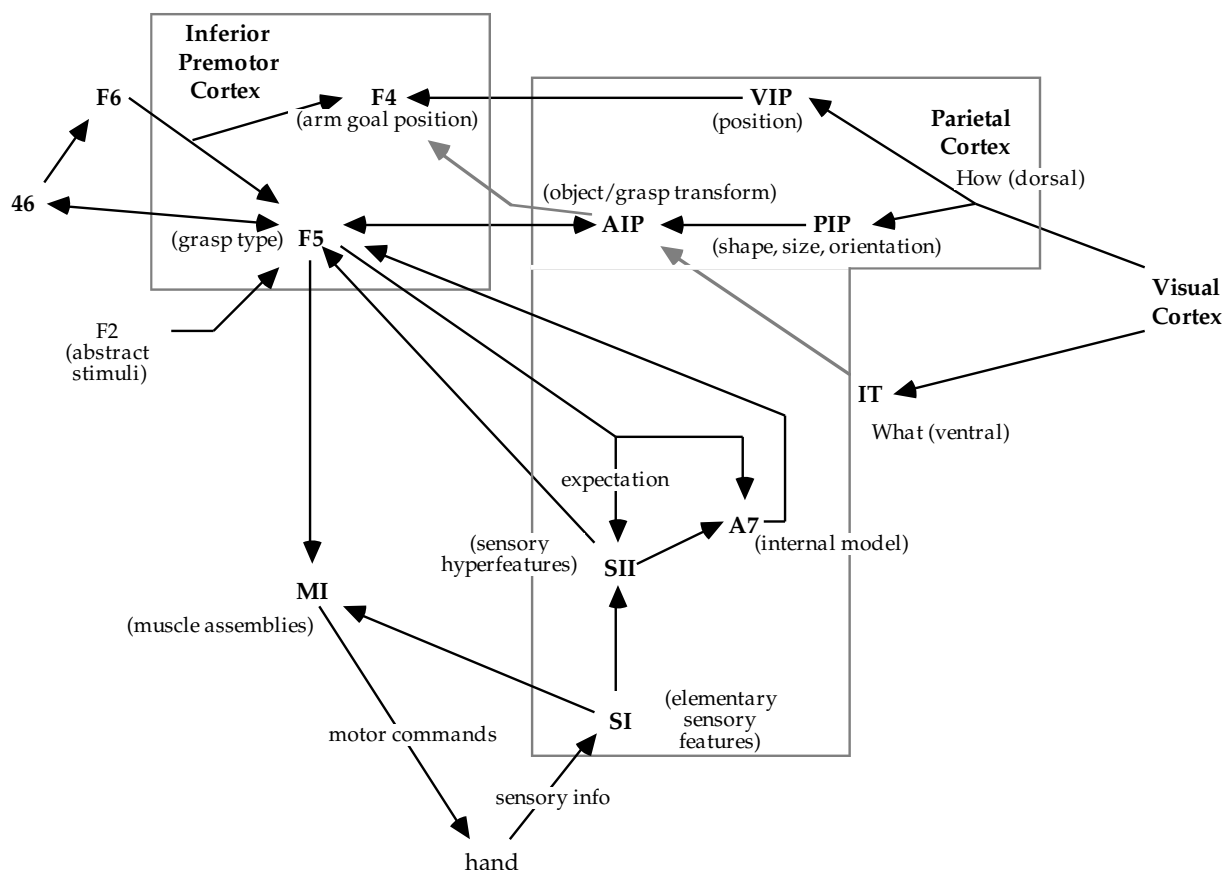 Inferior
Premotor
Cortex
F6
F4
(arm goal position)
VIP
(position)
Parietal
Cortex
How (dorsal)
46
(object/grasp transform)
AIP
PIP
(shape, size, orientation)
(grasp type)
F5
Visual
Cortex
F2
(abstract
stimuli)
IT
What (ventral)
expectation
A7
(internal model)
(sensory
hyperfeatures)
SII
MI
(muscle assemblies)
SI
(elementary
sensory
features)
motor commands
sensory info
hand